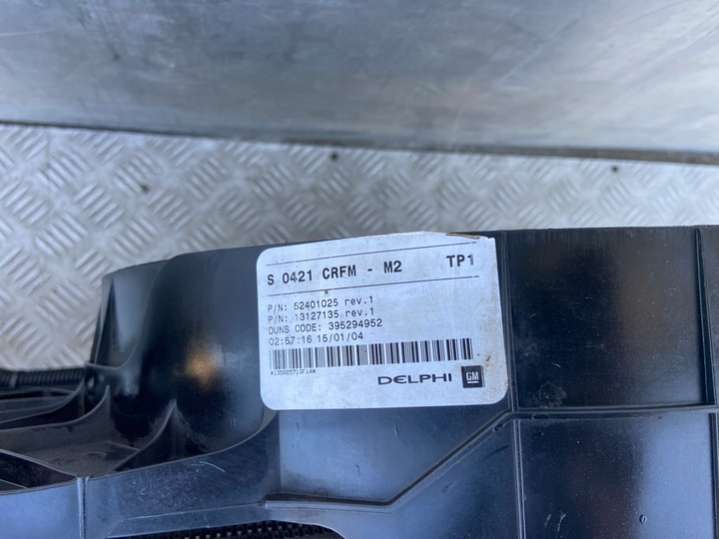 S 0421 CRFM - M2 TP1
P/N: 52401025 rev.1
P/N: 13127135 rev.1
DUNS CODE: 395294952
02:57:16 15/01/04
DELPHI GM